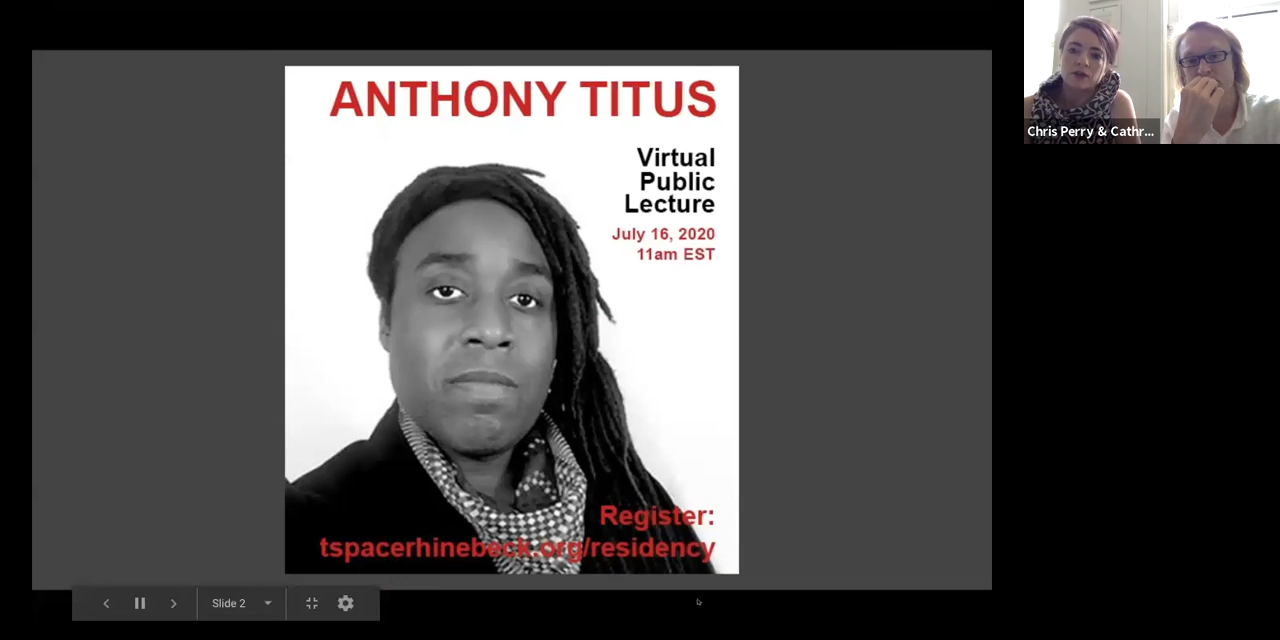 ANTHONY TITUS
Virtual
Public
Lecture
July 16, 2020
11am EST
Register:
tspacerhinebeck.org/residency
Chris Perry & Cathr...
Slide 2